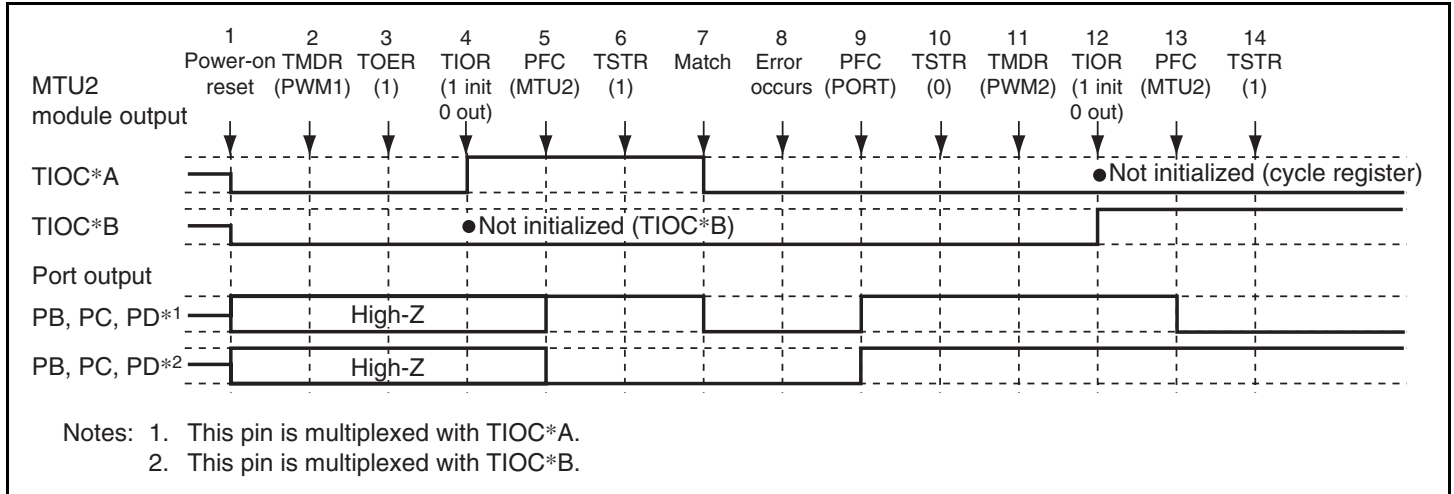 1 2 3 4 5 6 7 8 9 10 11 12 13 14
Power-on TMDR TOER TIOR PFC TSTR Match Error PFC TSTR TMDR TIOR PFC TSTR
MTU2 reset (PWM1) (1) (1 init (MTU2) (1) occurs (PORT) (0) (PWM2) (1 init (MTU2) (1)
module output 0 out) 0 out)
TIOC*A ●Not initialized (cycle register)
TIOC*B ●Not initialized (TIOC*B)
Port output
PB, PC, PD*1 High-Z
PB, PC, PD*2 High-Z
Notes: 1. This pin is multiplexed with TIOC*A.
2. This pin is multiplexed with TIOC*B.